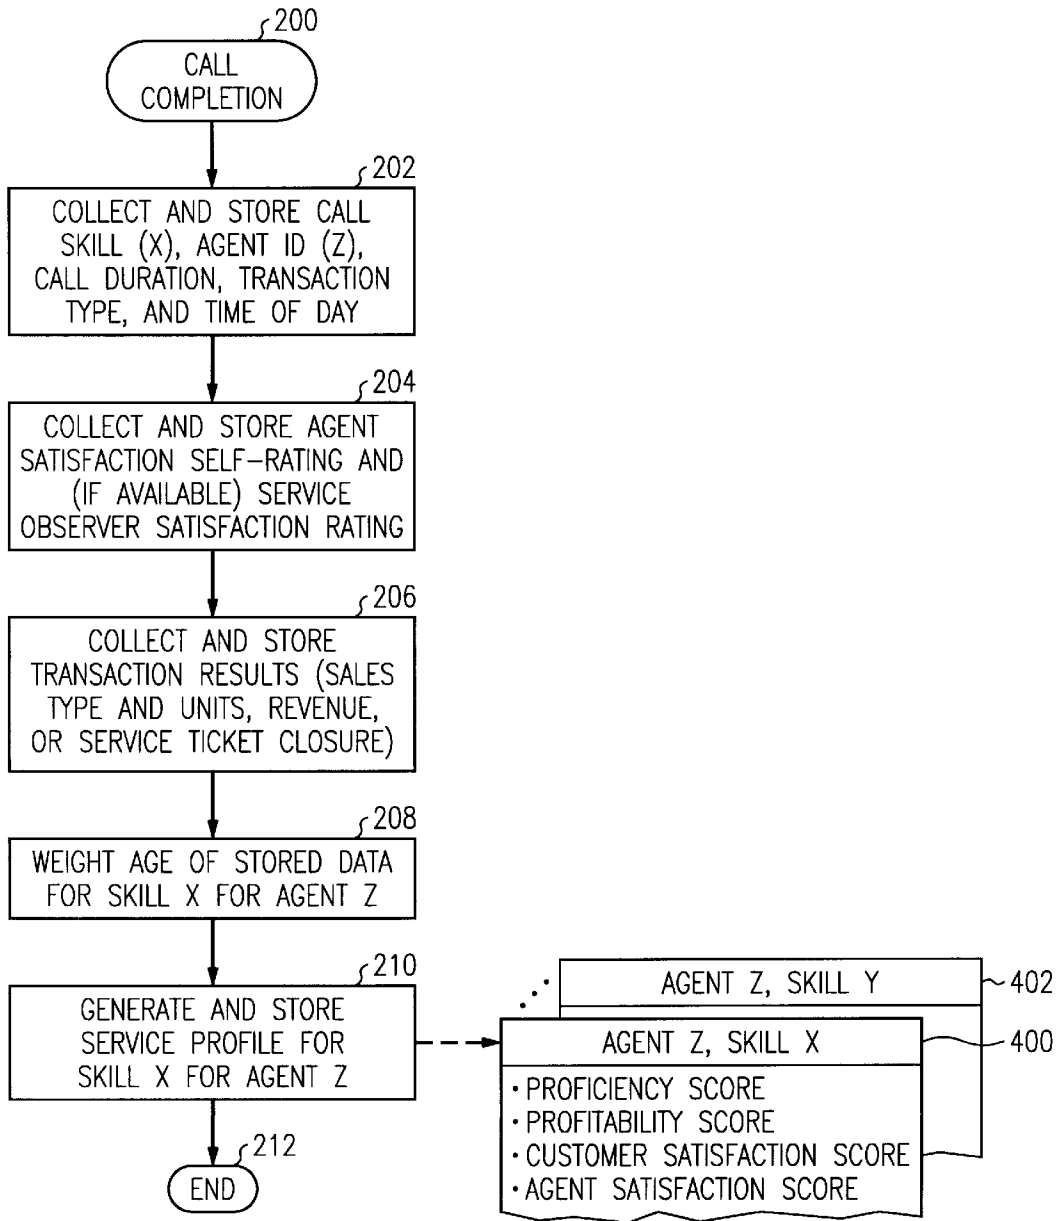 200
CALL
COMPLETION
202
COLLECT AND STORE CALL
SKILL (X), AGENT ID (Z),
CALL DURATION, TRANSACTION
TYPE, AND TIME OF DAY
204
COLLECT AND STORE AGENT
SATISFACTION SELF-RATING AND
(IF AVAILABLE) SERVICE
OBSERVER SATISFACTION RATING
206
COLLECT AND STORE
TRANSACTION RESULTS (SALES
TYPE AND UNITS, REVENUE,
OR SERVICE TICKET CLOSURE)
208
WEIGHT AGE OF STORED DATA
FOR SKILL X FOR AGENT Z
210
GENERATE AND STORE
SERVICE PROFILE FOR
SKILL X FOR AGENT Z
212
END
AGENT Z, SKILL Y
402
AGENT Z, SKILL X
400
• PROFICIENCY SCORE
• PROFITABILITY SCORE
• CUSTOMER SATISFACTION SCORE
• AGENT SATISFACTION SCORE